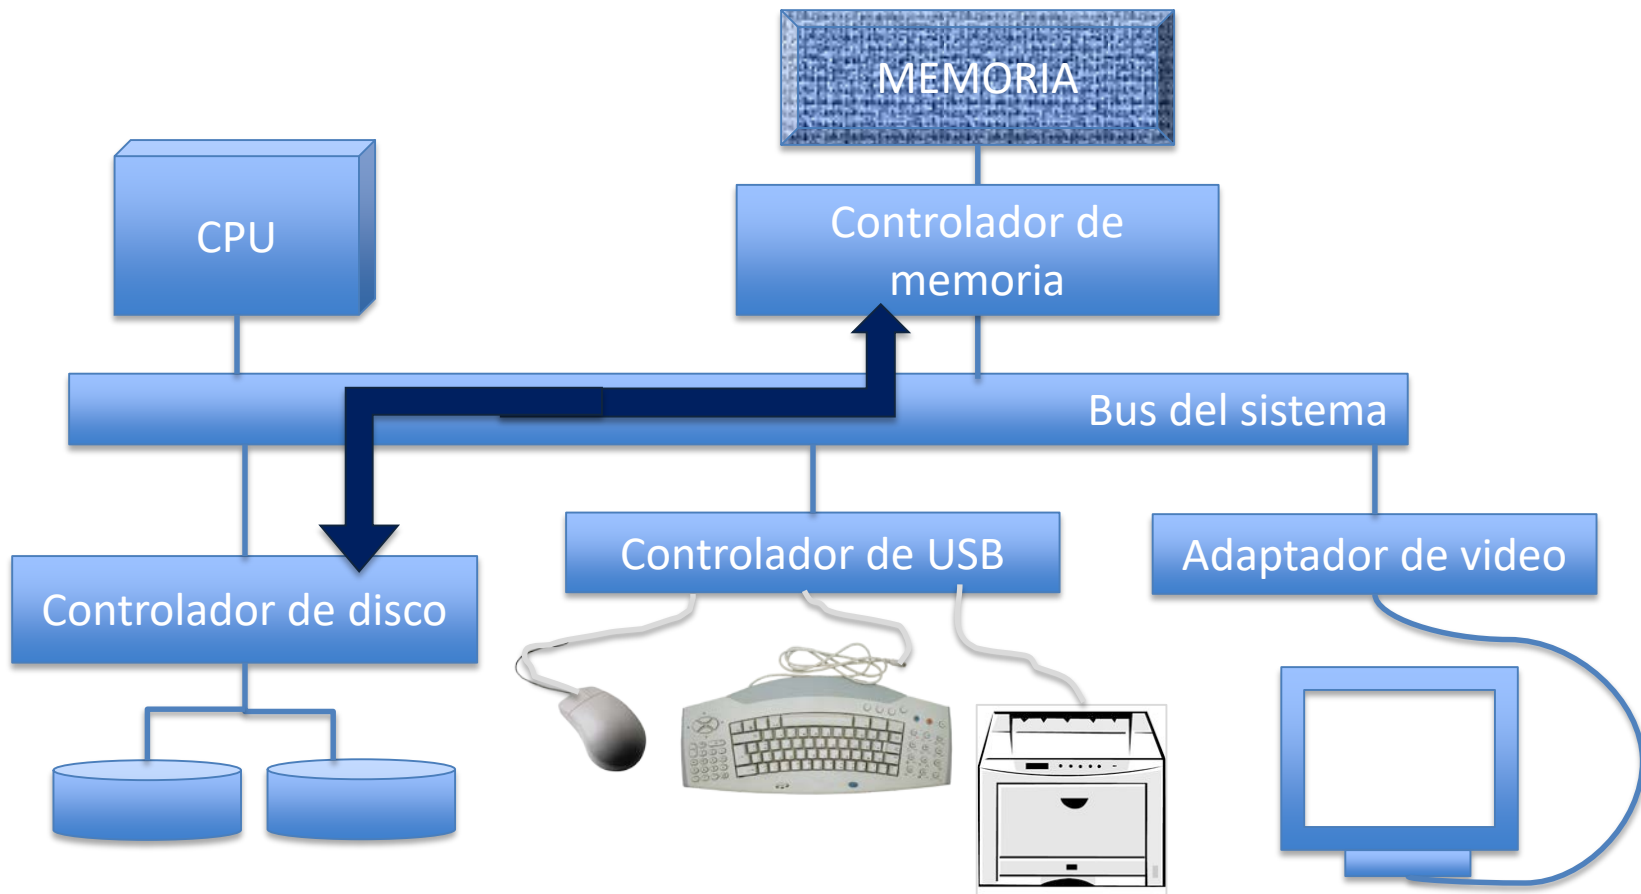 MEMORIA
CPU
Controlador de
memoria
Bus del sistema
Controlador de USB
Adaptador de video
Controlador de disco